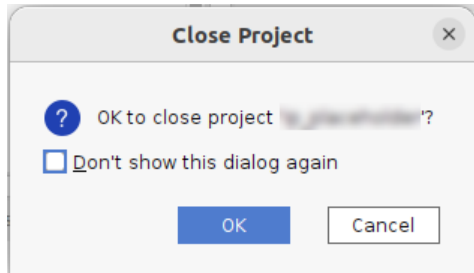 Close Project
OK to close project '?
Don't show this dialog again
OK
Cancel